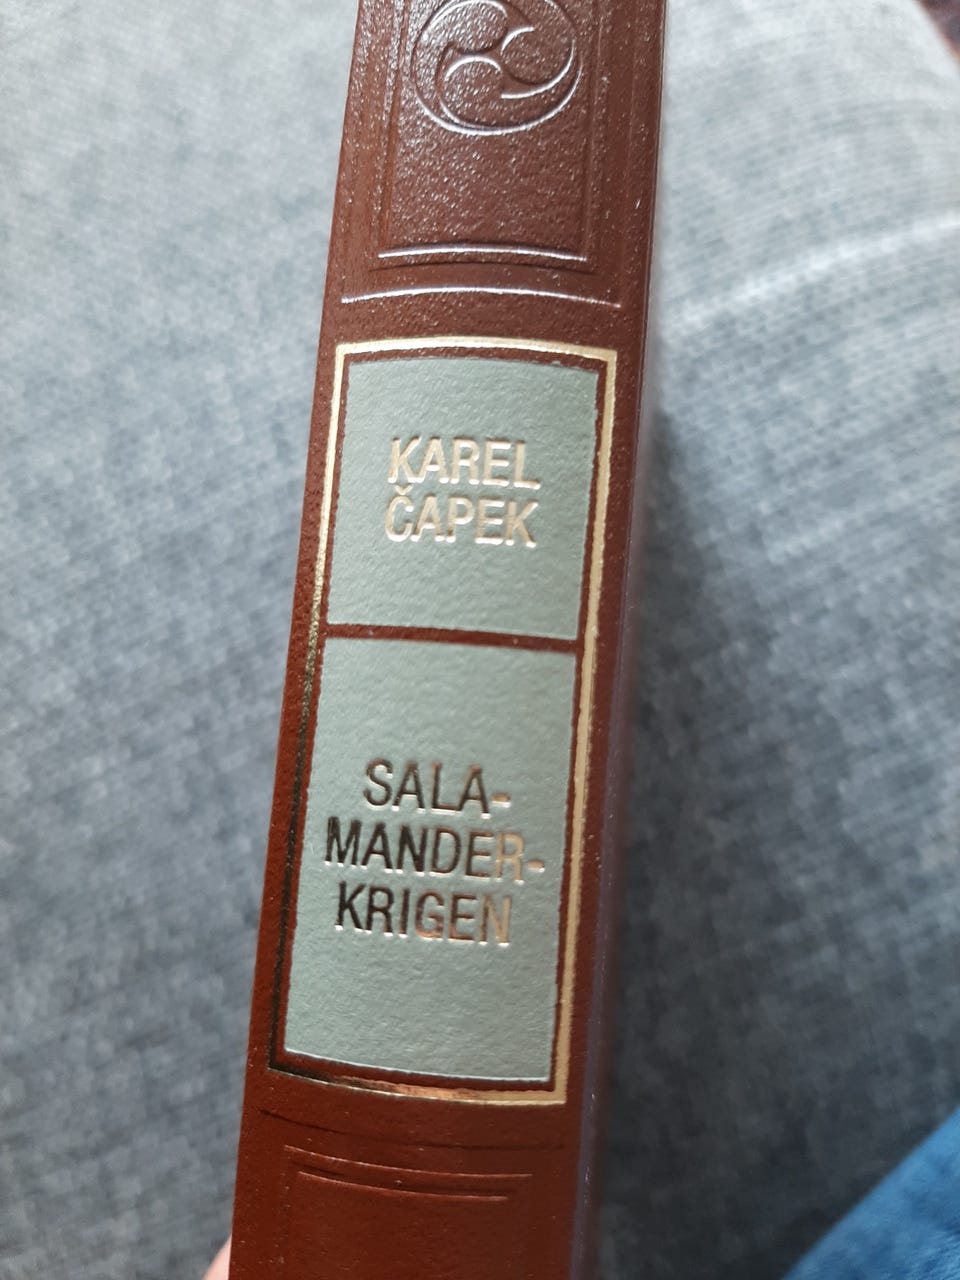 KAREL
ČAPEK
SALA-
MANDER-
KRIGEN